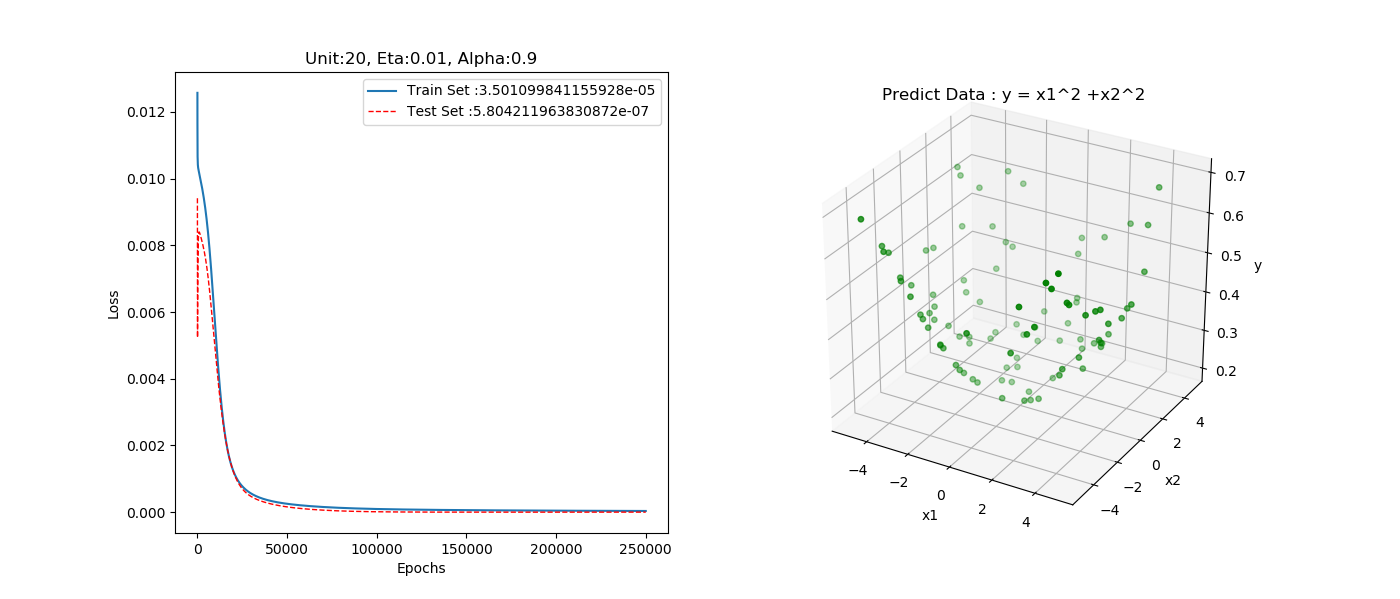 Unit:20, Eta:0.01, Alpha:0.9
Train Set :3.501099841155928e-05
Test Set :5.804211963830872e-07
0.012
0.010
0.008
0.006
0.004
0.002
0.000
Loss
0 50000 100000 150000 200000 250000
Epochs
Predict Data : y = x1^2 +x2^2
0.7
0.6
0.5
0.4
0.3
0.2
y
−4 −2 0 2 4
x1
4
2
0
−2
−4
x2